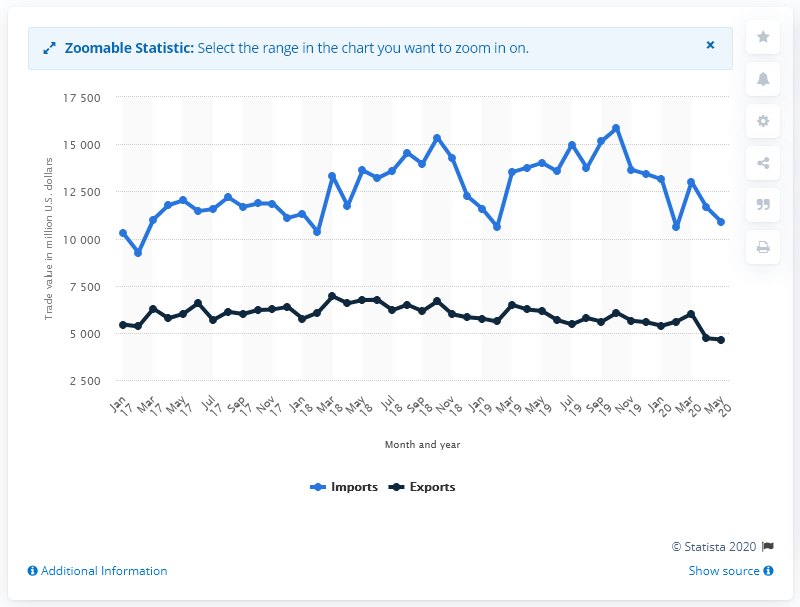 Zoomable Statistic: Select the range in the chart you want to zoom in on.
×
17 500
15 000
12 500
10 000
7 500
5 000
2 500
Trade value in million U.S. dollars
Jan 17
Mar 17
May 17
Jul 17
Sep 17
Nov 17
Jan 18
Mar 18
May 18
Jul 18
Sep 18
Nov 18
Jan 19
Mar 19
May 19
Jul 19
Sep 19
Nov 19
Jan 20
Mar 20
May 20
Month and year
Imports Exports
© Statista 2020
Additional Information Show source